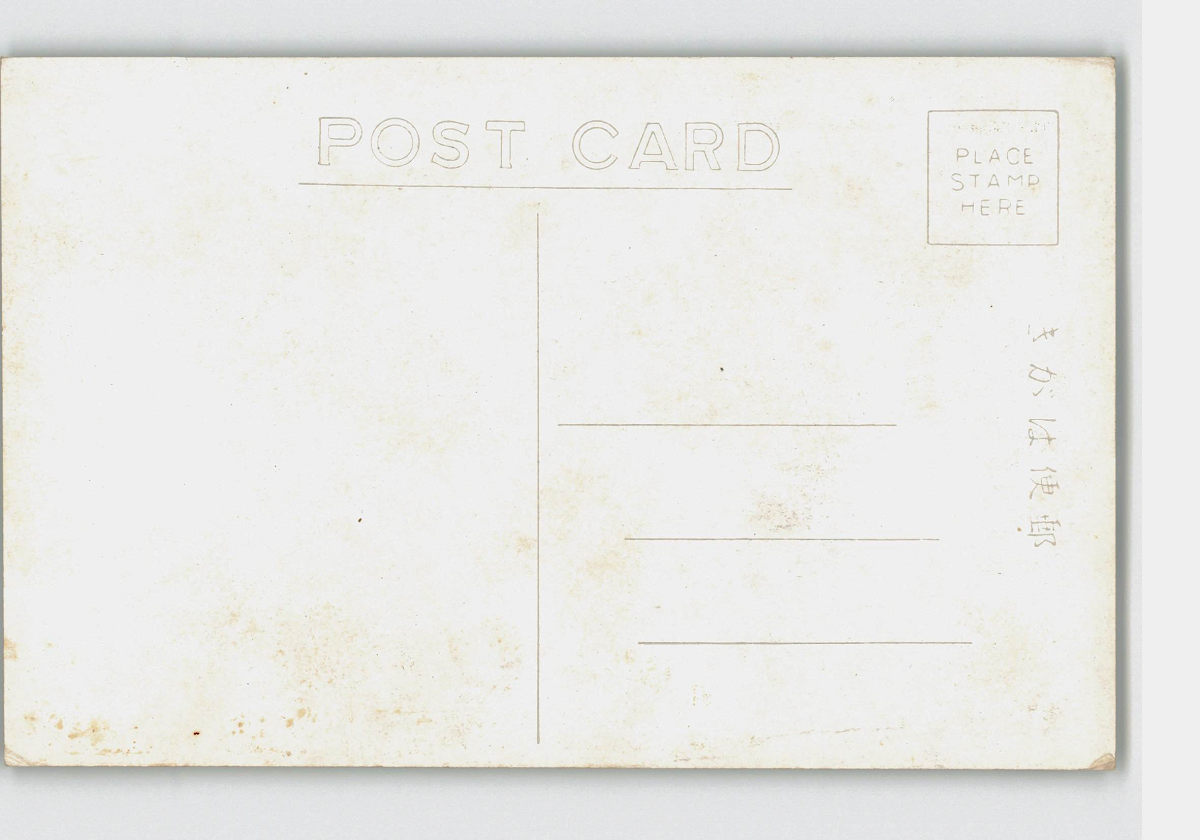 POST CARD
PLACE
STAMP
HERE
きがは便郵